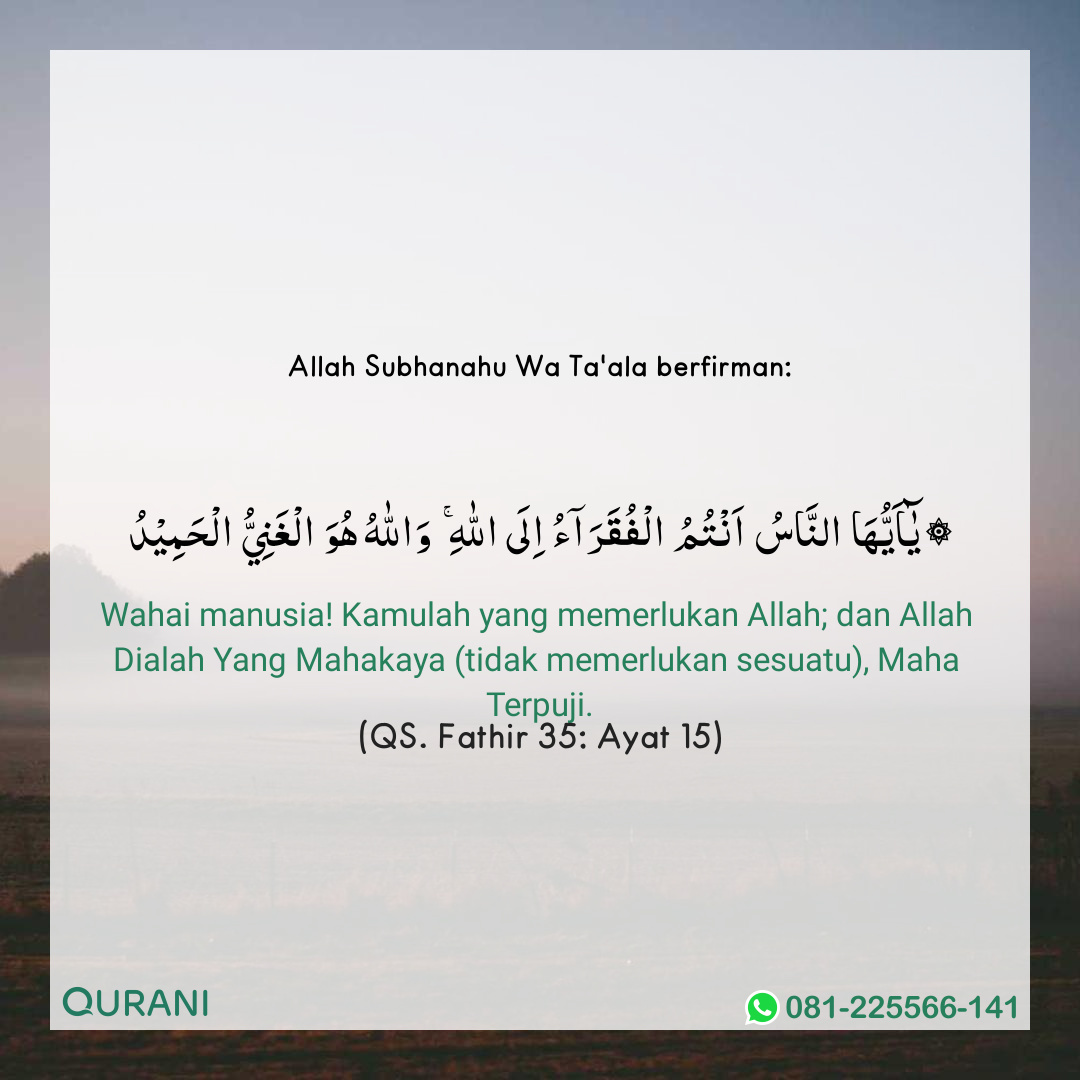 Allah Subhanahu Wa Ta'ala berfirman:
۞ يٰٓاَيُّهَا النَّاسُ اَنْتُمُ الْفُقَرَاۤءُ اِلَى اللّٰهِ ۚ وَاللّٰهُ هُوَ الْغَنِيُّ الْحَمِيْدُ
Wahai manusia! Kamulah yang memerlukan Allah; dan Allah
Dialah Yang Mahakaya (tidak memerlukan sesuatu), Maha
Terpuji.
(QS. Fathir 35: Ayat 15)
QURANI
081-225566-141